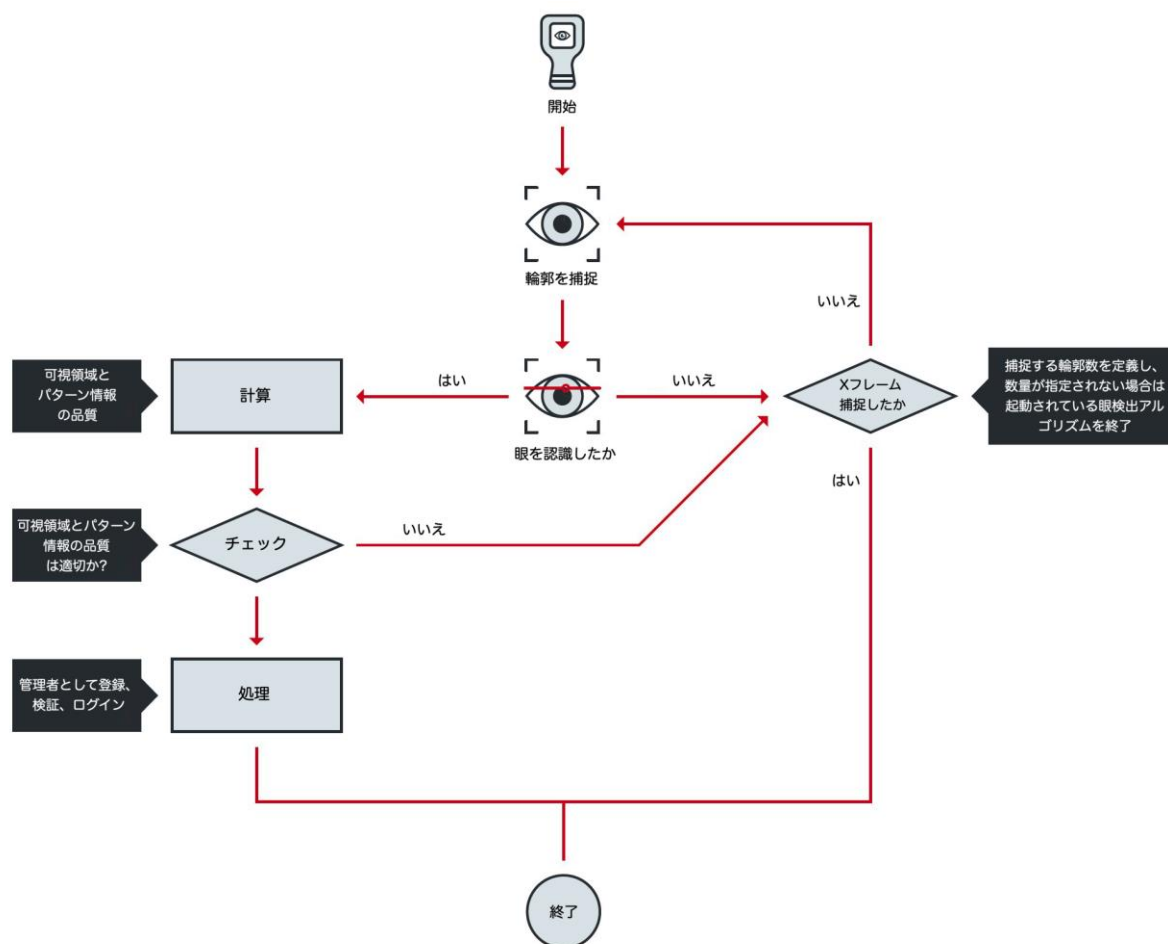 開始
輪郭を捕捉
いいえ
可視領域と
パターン情報
の品質
計算
はい
いいえ
眼を認識したか
Xフレーム
捕捉したか
捕捉する輪郭数を定義し、
数量が指定されない場合は
起動されている眼検出アル
ゴリズムを終了
はい
可視領域とパターン
情報の品質
は適切か?
チェック
いいえ
管理者として登録、
検証、ログイン
処理
終了